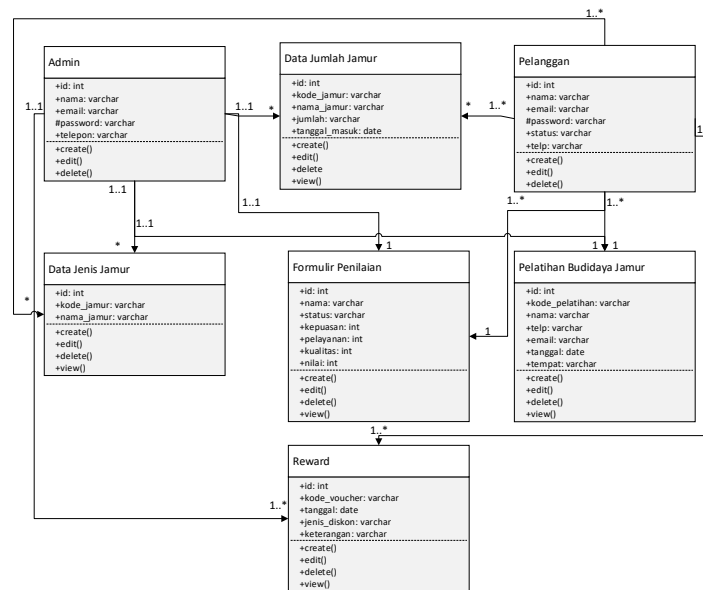 1..*
Admin
+id: int
+nama: varchar
+email: varchar
#password: varchar
+telepon: varchar
+create()
+edit()
+delete()
Data Jumlah Jamur
+id: int
+kode_jamur: varchar
+nama_jamur: varchar
+jumlah: varchar
+tanggal_masuk: date
+create()
+edit()
+delete
+view()
Pelanggan
+id: int
+nama: varchar
+email: varchar
#password: varchar
+status: varchar
+telp: varchar
+create()
+edit()
+delete()
1..1
1..1
*
*
1..*
1
1..1
1..1
1..1
1..*
1..*
*
1
1
1
Data Jenis Jamur
+id: int
+kode_jamur: varchar
+nama_jamur: varchar
+create()
+edit()
+delete()
+view()
*
Formulir Penilaian
+id: int
+nama: varchar
+status: varchar
+kepuasan: int
+pelayanan: int
+kualitas: int
+nilai: int
+create()
+edit()
+delete()
+view()
1
Pelatihan Budidaya Jamur
+id: int
+kode_pelatihan: varchar
+nama: varchar
+telp: varchar
+email: varchar
+tanggal: date
+tempat: varchar
+create()
+edit()
+delete()
+view()
1..*
1..*
Reward
+id: int
+kode_voucher: varchar
+tanggal: date
+jenis_diskon: varchar
+keterangan: varchar
+create()
+edit()
+delete()
+view()